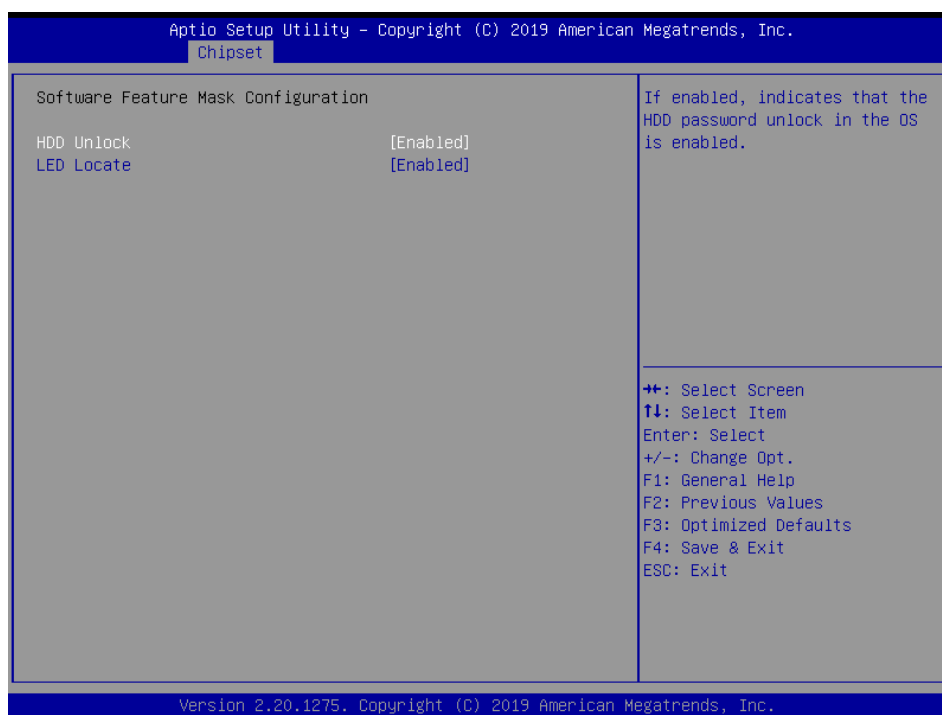 Aptio Setup Utility – Copyright (C) 2019 American Megatrends, Inc.
Chipset
Software Feature Mask Configuration
HDD Unlock [Enabled]
LED Locate [Enabled]
If enabled, indicates that the
HDD password unlock in the OS
is enabled.
→←: Select Screen
↑↓: Select Item
Enter: Select
+/-: Change Opt.
F1: General Help
F2: Previous Values
F3: Optimized Defaults
F4: Save & Exit
ESC: Exit
Version 2.20.1275. Copyright (C) 2019 American Megatrends, Inc.